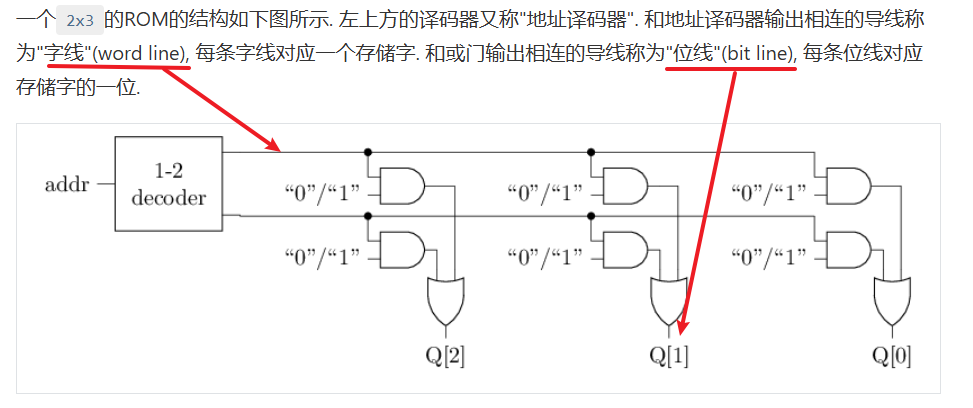 一个 2x3 的ROM的结构如下图所示. 左上方的译码器又称"地址译码器". 和地址译码器输出相连的导线称
为"字线"(word line), 每条字线对应一个存储字. 和或门输出相连的导线称为"位线"(bit line), 每条位线对应
存储字的一位.
addr
1-2
decoder
“0”/“1” “0”/“1” “0”/“1”
“0”/“1” “0”/“1” “0”/“1”
Q[2] Q[1] Q[0]